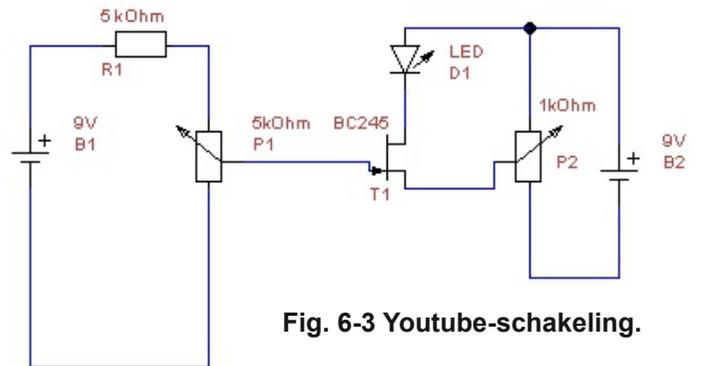 5kOhm
R1
9V
B1
+
5kOhm
P1
BC245
T1
LED
D1
1kOhm
P2
9V
B2
+
Fig. 6-3 Youtube-schakeling.